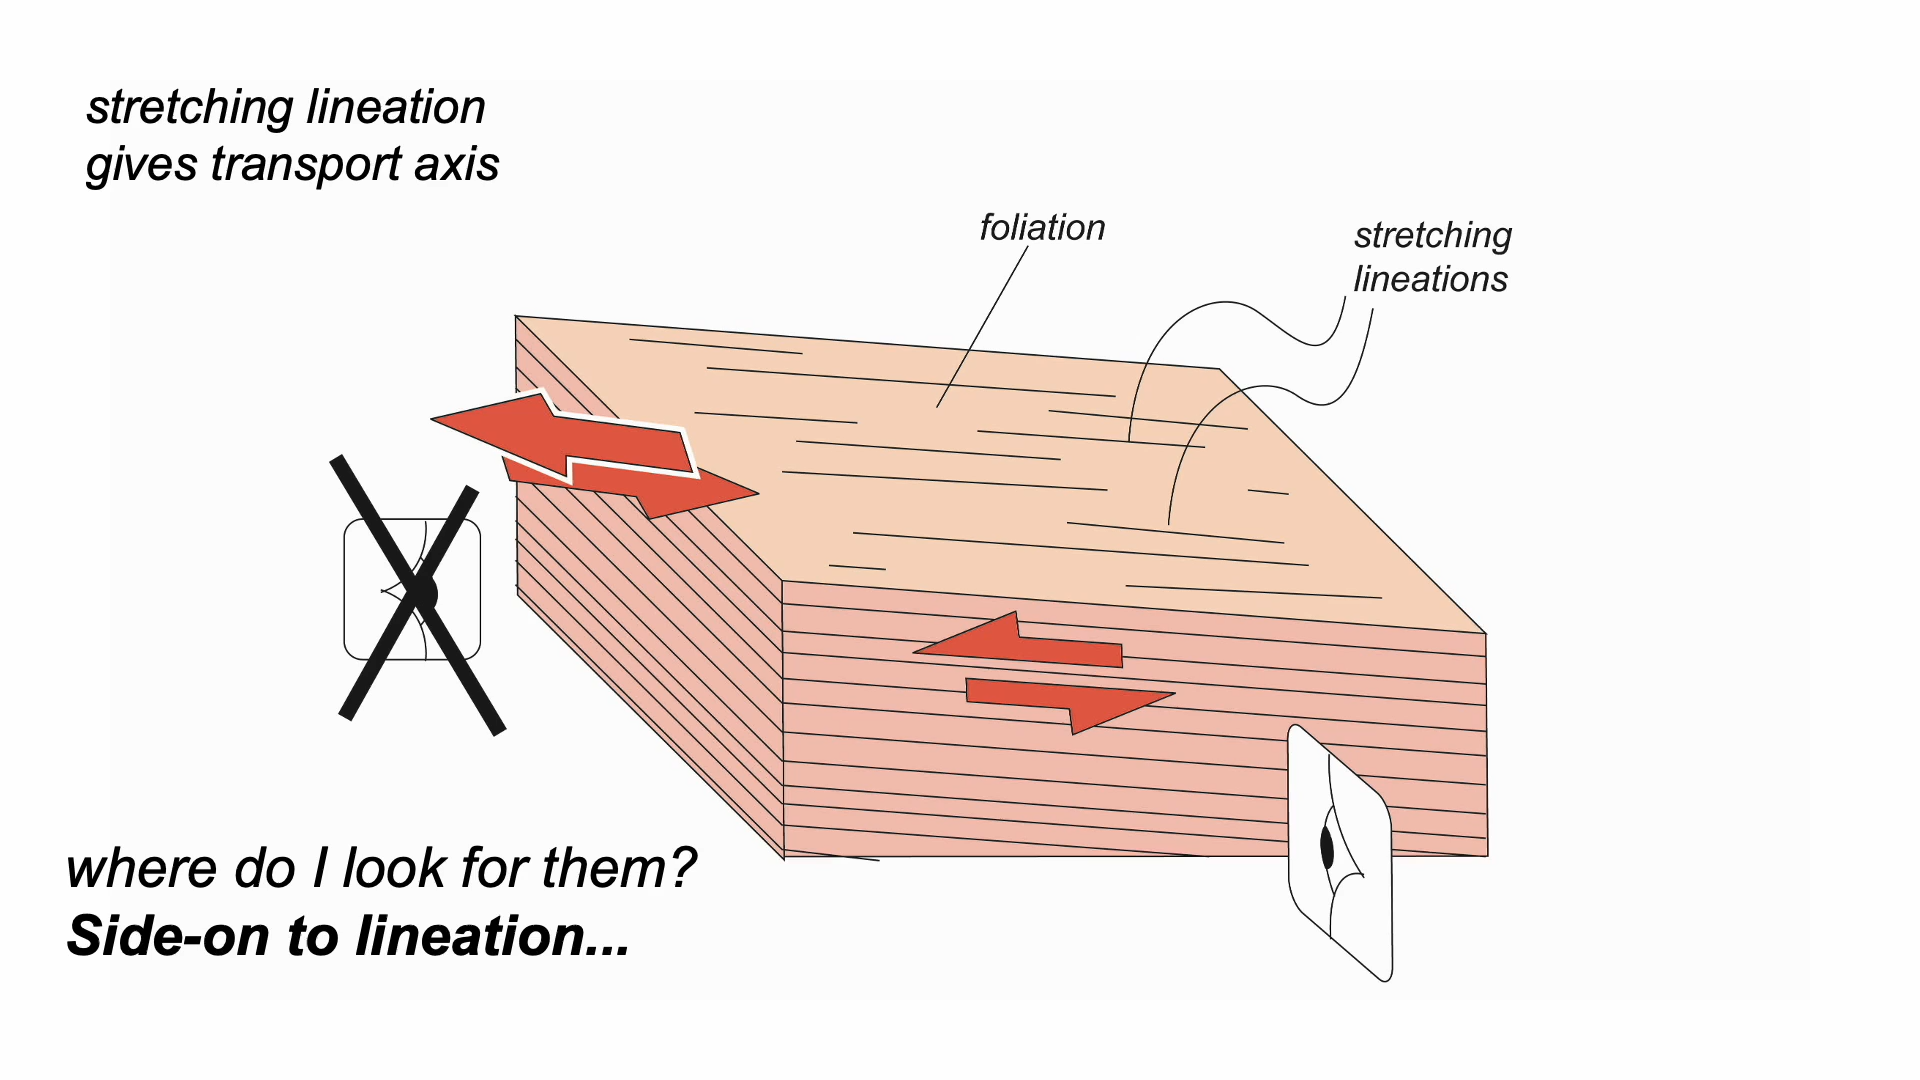 stretching lineation
gives transport axis
foliation
stretching
lineations
where do I look for them?
Side-on to lineation...